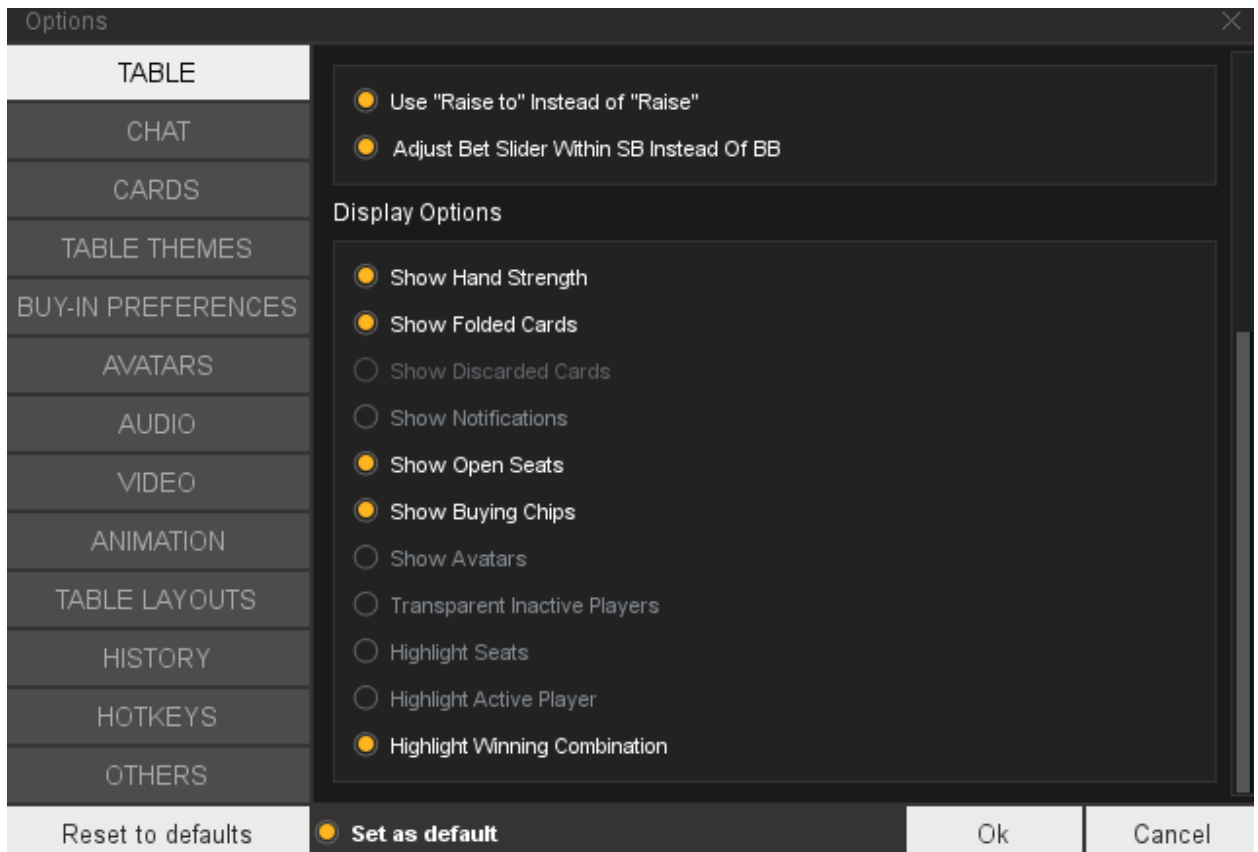 Options
TABLE
CHAT
CARDS
TABLE THEMES
BUY-IN PREFERENCES
AVATARS
AUDIO
VIDEO
ANIMATION
TABLE LAYOUTS
HISTORY
HOTKEYS
OTHERS
Reset to defaults
Use "Raise to" Instead of "Raise"
Adjust Bet Slider Within SB Instead Of BB
Display Options
Show Hand Strength
Show Folded Cards
Show Discarded Cards
Show Notifications
Show Open Seats
Show Buying Chips
Show Avatars
Transparent Inactive Players
Highlight Seats
Highlight Active Player
Highlight Winning Combination
Set as default
Ok
Cancel